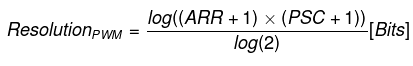 Resolution_PWM = log((ARR + 1) × (PSC + 1)) / log(2) [Bits]